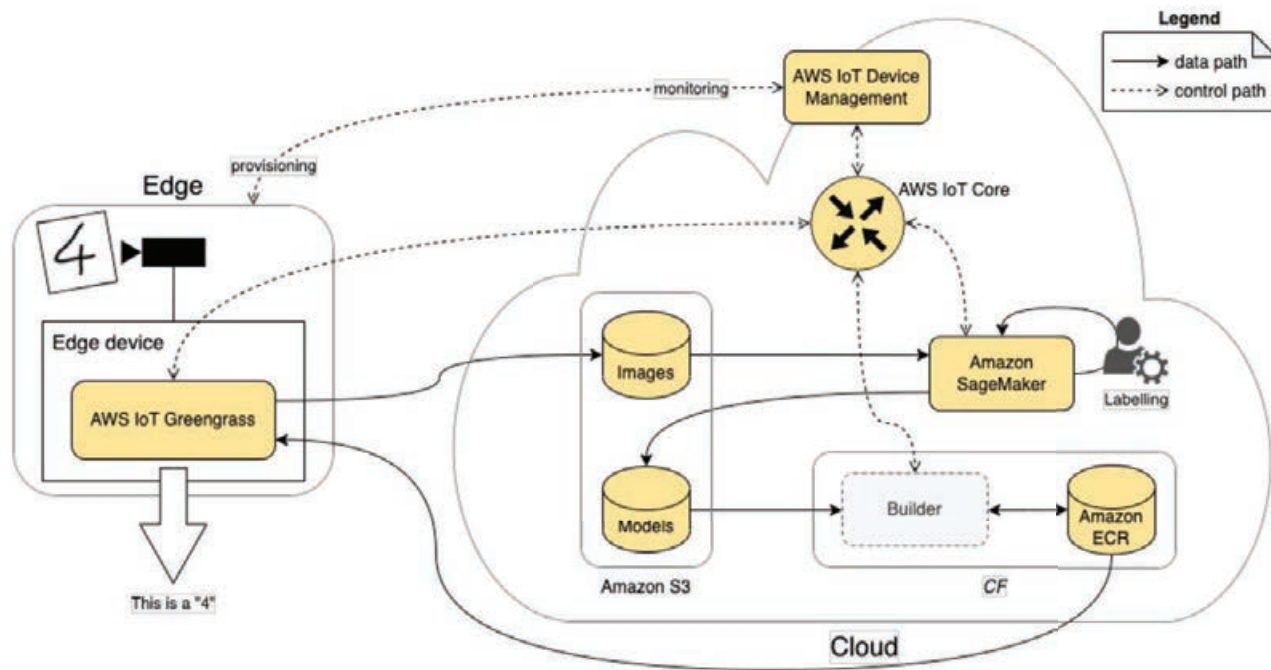 Legend
data path
control path
AWS IoT Device
Management
monitoring
provisioning
Edge
AWS IoT Core
4
Edge device
AWS IoT Greengrass
Images
Amazon
SageMaker
Labelling
Models
Builder
Amazon
ECR
Amazon S3
CF
This is a "4"
Cloud